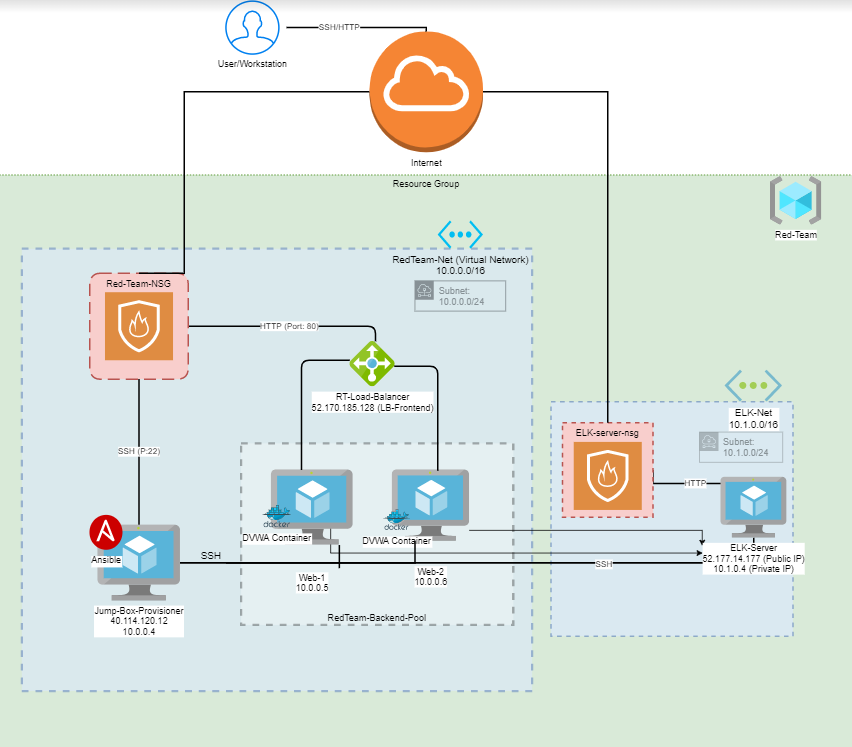 SSH/HTTP
User/Workstation
Internet
Resource Group
Red-Team
RedTeam-Net (Virtual Network)
10.0.0.0/16
Subnet:
10.0.0.0/24
Red-Team-NSG
HTTP (Port: 80)
RT-Load-Balancer
52.170.185.128 (LB-Frontend)
ELK-Net
10.1.0.0/16
Subnet:
10.1.0.0/24
ELK-server-nsg
HTTP
SSH (P:22)
docker
DVWA Container
docker
DVWA Container
Ansible
SSH
SSH
ELK-Server
52.177.14.177 (Public IP)
10.1.0.4 (Private IP)
Web-1
10.0.0.5
Web-2
10.0.0.6
Jump-Box-Provisioner
40.114.120.12
10.0.0.4
RedTeam-Backend-Pool